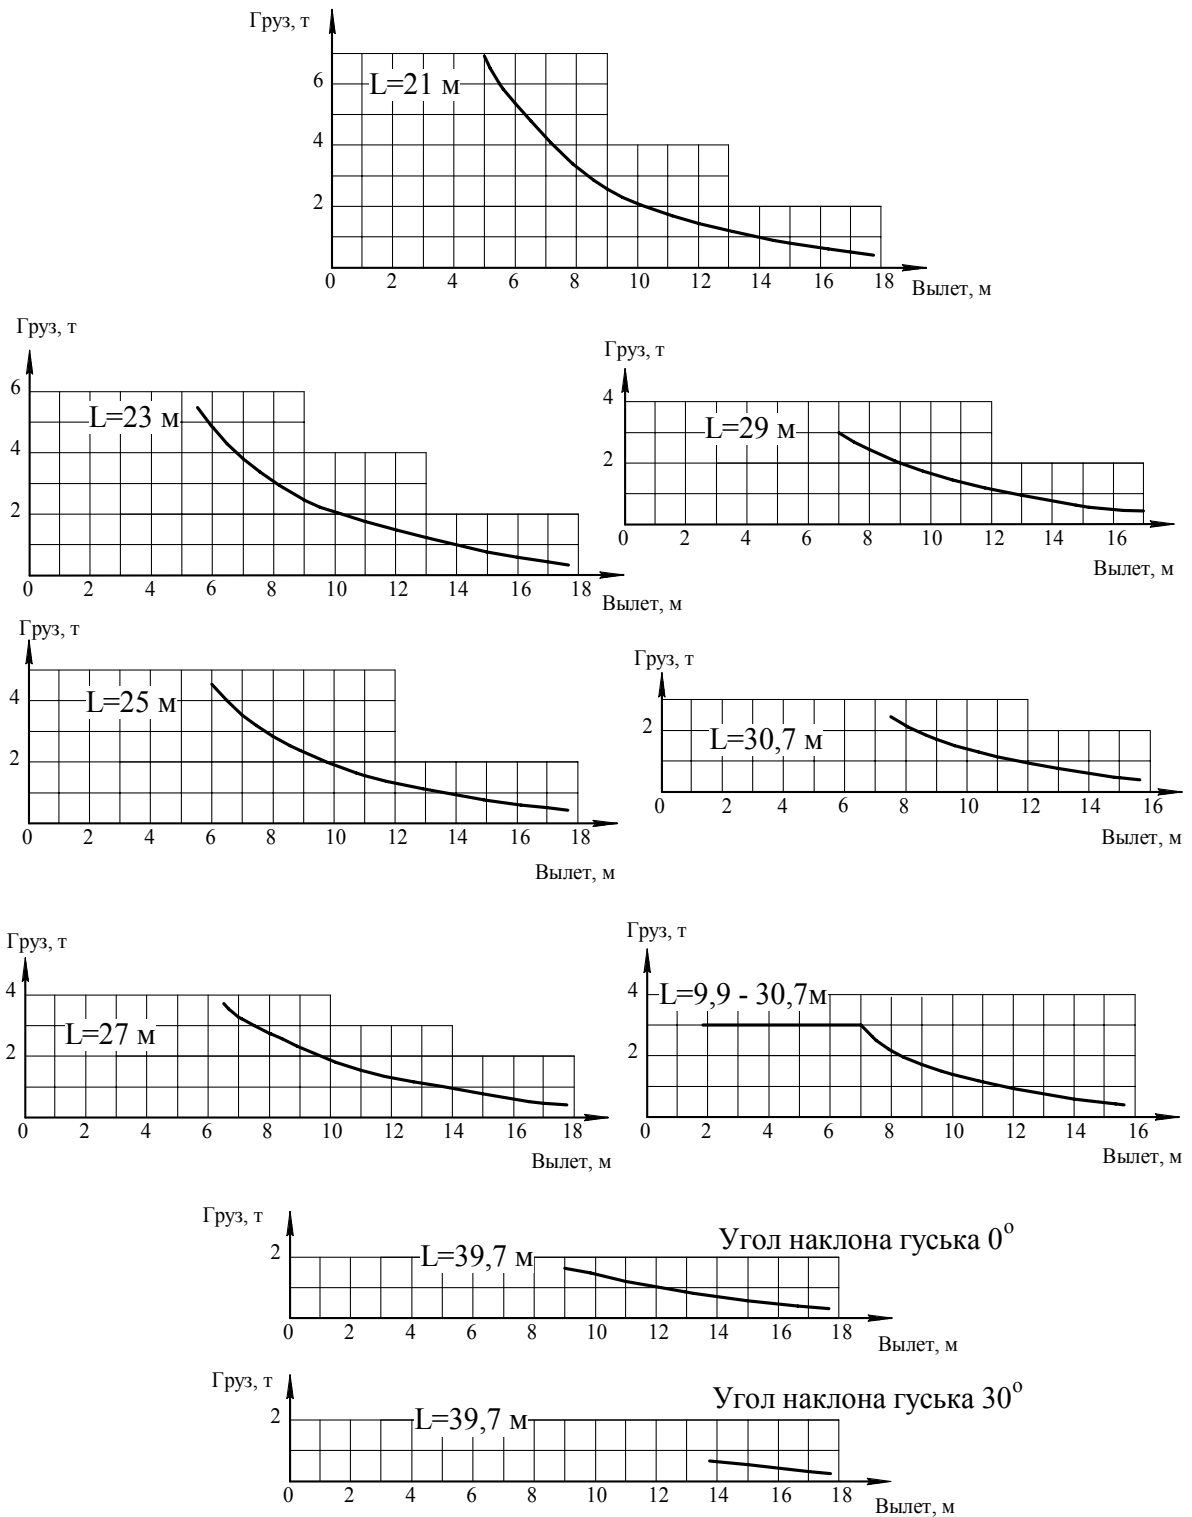 Груз, т
6
L=21 м
4
2
0 2 4 6 8 10 12 14 16 18
Вылет, м
Груз, т
6
L=23 м
4
2
0 2 4 6 8 10 12 14 16 18
Вылет, м
Груз, т
4
L=29 м
2
0 2 4 6 8 10 12 14 16
Вылет, м
Груз, т
4
L=25 м
2
0 2 4 6 8 10 12 14 16 18
Вылет, м
Груз, т
2
L=30,7 м
0 2 4 6 8 10 12 14 16
Вылет, м
Груз, т
4
L=27 м
2
0 2 4 6 8 10 12 14 16 18
Вылет, м
Груз, т
4
L=9,9 - 30,7м
2
0 2 4 6 8 10 12 14 16
Вылет, м
Груз, т
Угол наклона гуська 0°
2
L=39,7 м
0 2 4 6 8 10 12 14 16 18
Вылет, м
Груз, т
Угол наклона гуська 30°
2
L=39,7 м
0 2 4 6 8 10 12 14 16 18
Вылет, м